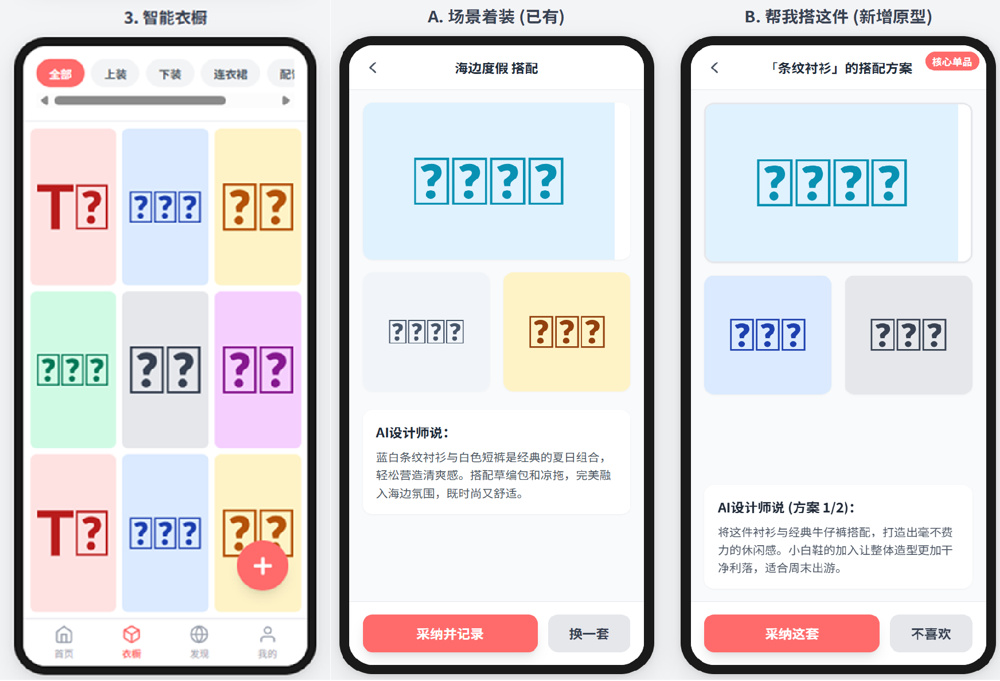 3. 智能衣橱
全部
上装
下装
连衣裙
T
T
首页
衣橱
发现
我的
A. 场景着装 (已有)
海边度假 搭配
AI设计师说：
蓝白条纹衬衫与白色短裤是经典的夏日组合，
轻松营造清爽感。搭配草编包和凉拖，完美融
入海边氛围，既时尚又舒适。
采纳并记录
换一套
B. 帮我搭这件 (新增原型)
「条纹衬衫」的搭配方案
核心单品
AI设计师说 (方案 1/2)：
将这件衬衫与经典牛仔裤搭配，打造出毫不费
力的休闲感。小白鞋的加入让整体造型更加干
净利落，适合周末出游。
采纳这套
不喜欢